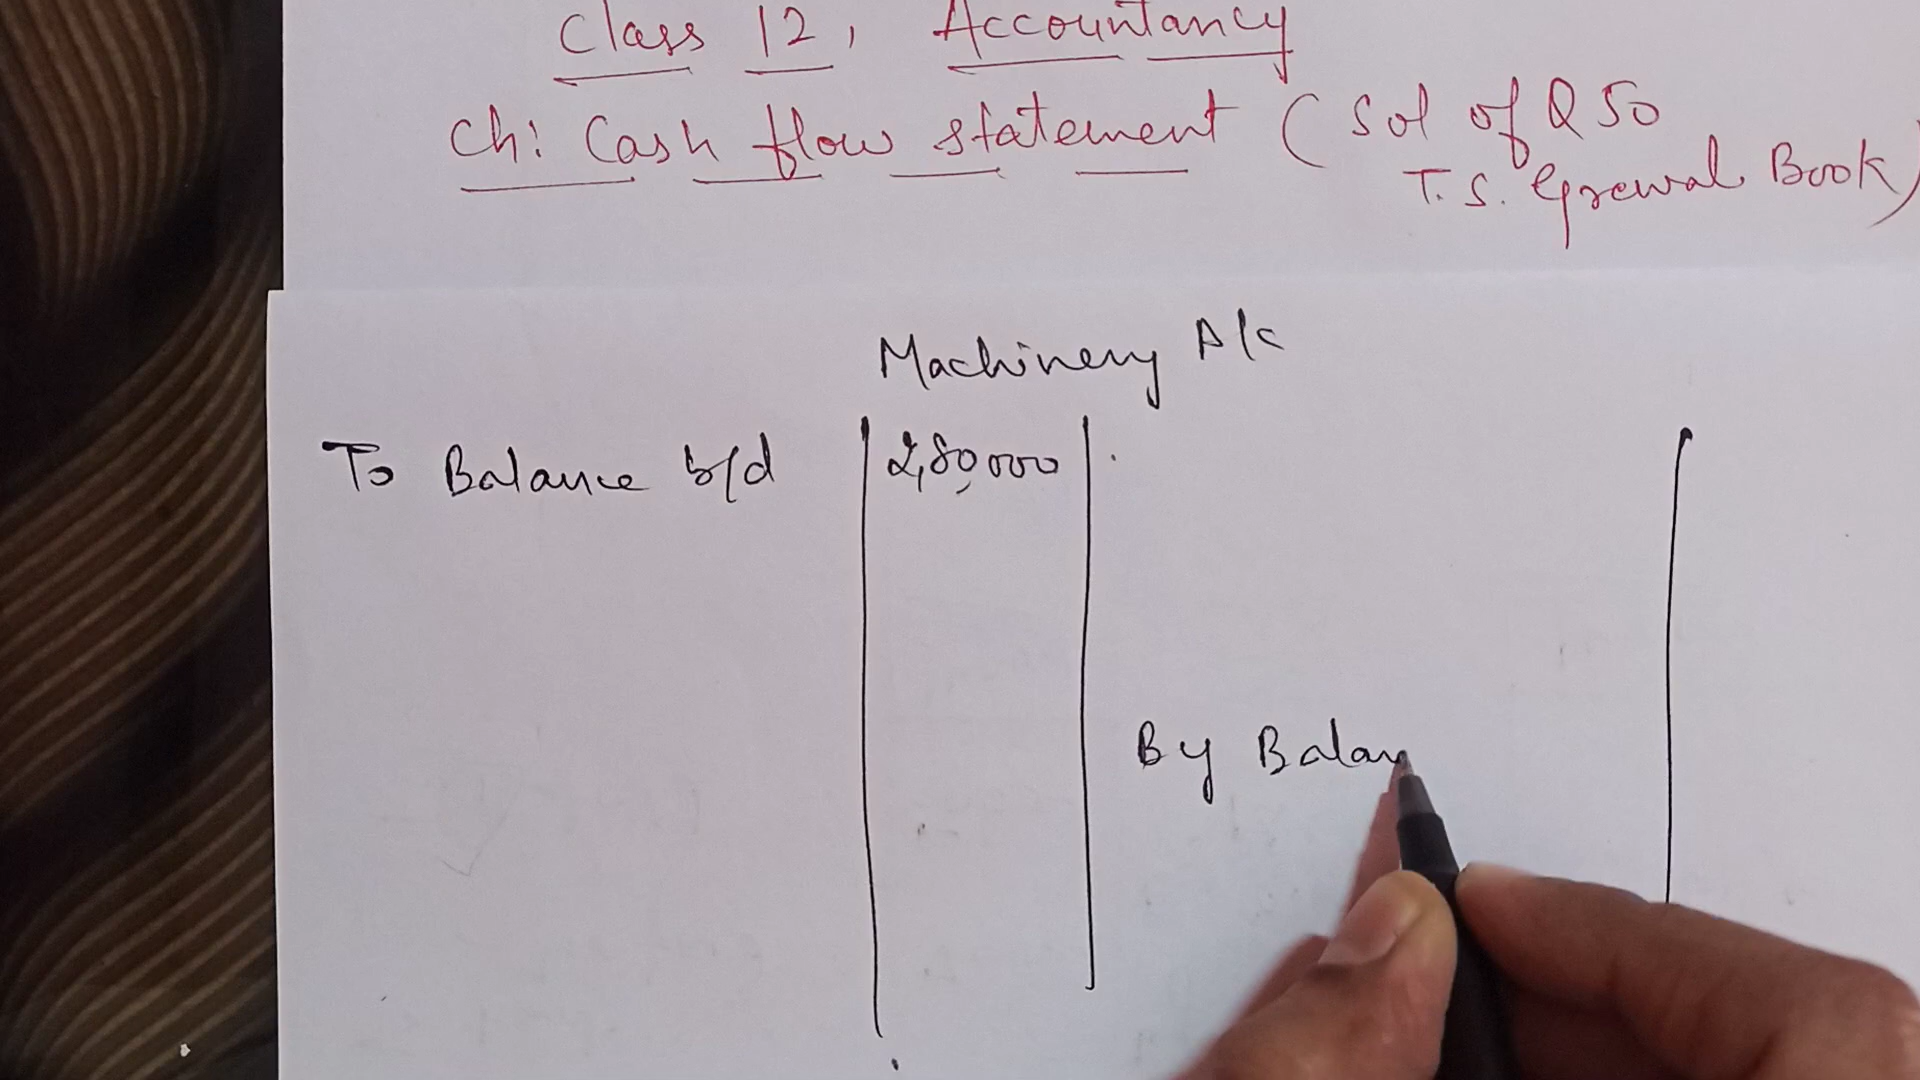 Class 12, Accountancy
Ch: Cash flow statement ( Sol of Q 50
T.S. Grewal Book)
Machinery A/c
To Balance b/d 2,80,000
By Balan